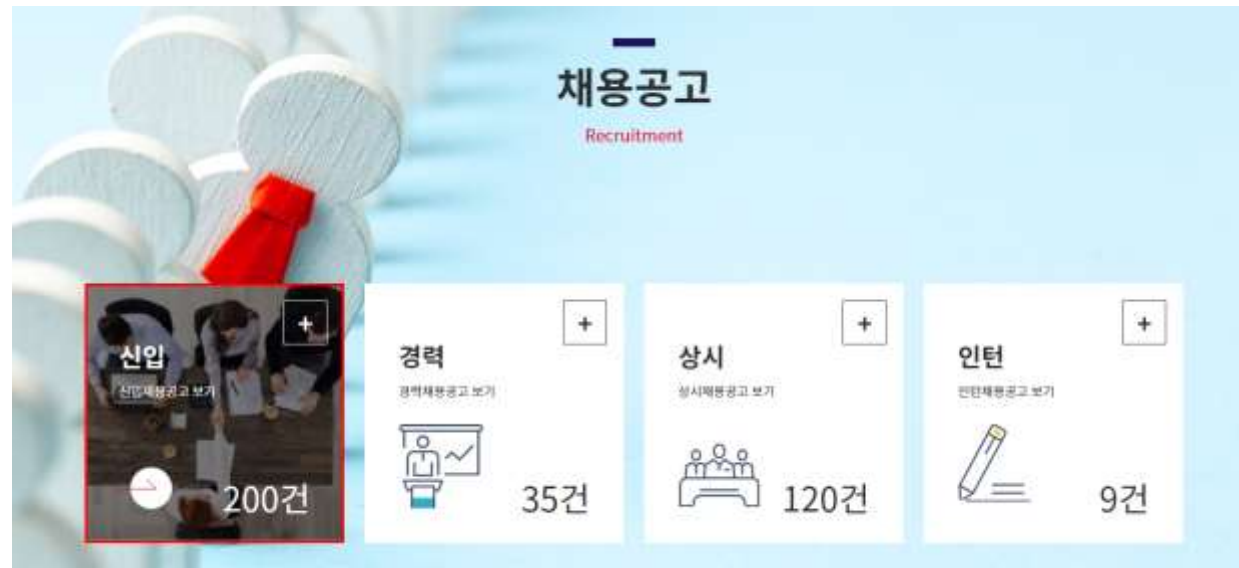 채용공고
Recruitment
+
신입
신입채용공고 보기
200건
+
경력
경력채용공고 보기
35건
+
상시
상시채용공고 보기
120건
+
인턴
인턴채용공고 보기
9건